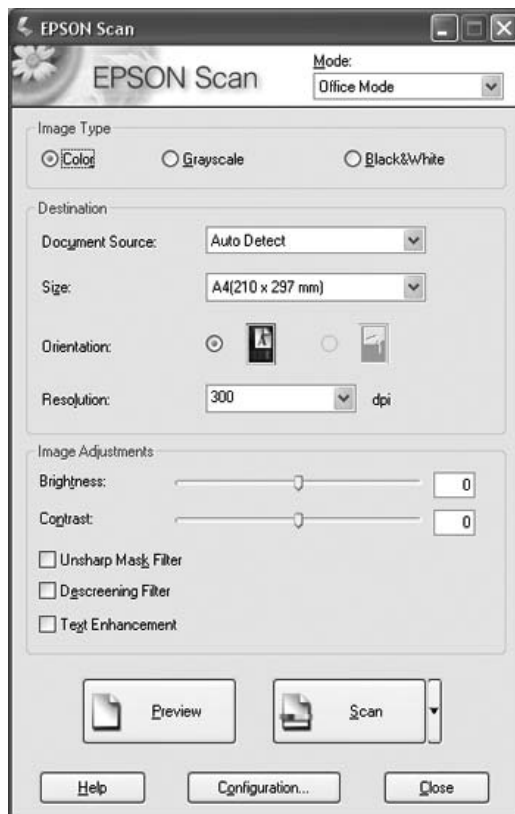 EPSON Scan
EPSON Scan
Mode:
Office Mode
Image Type
Color
Grayscale
Black&White
Destination
Document Source:
Auto Detect
Size:
A4(210 x 297 mm)
Orientation:
Resolution:
300
dpi
Image Adjustments
Brightness:
0
Contrast:
0
Unsharp Mask Filter
Descreening Filter
Text Enhancement
Preview
Scan
Help
Configuration...
Close